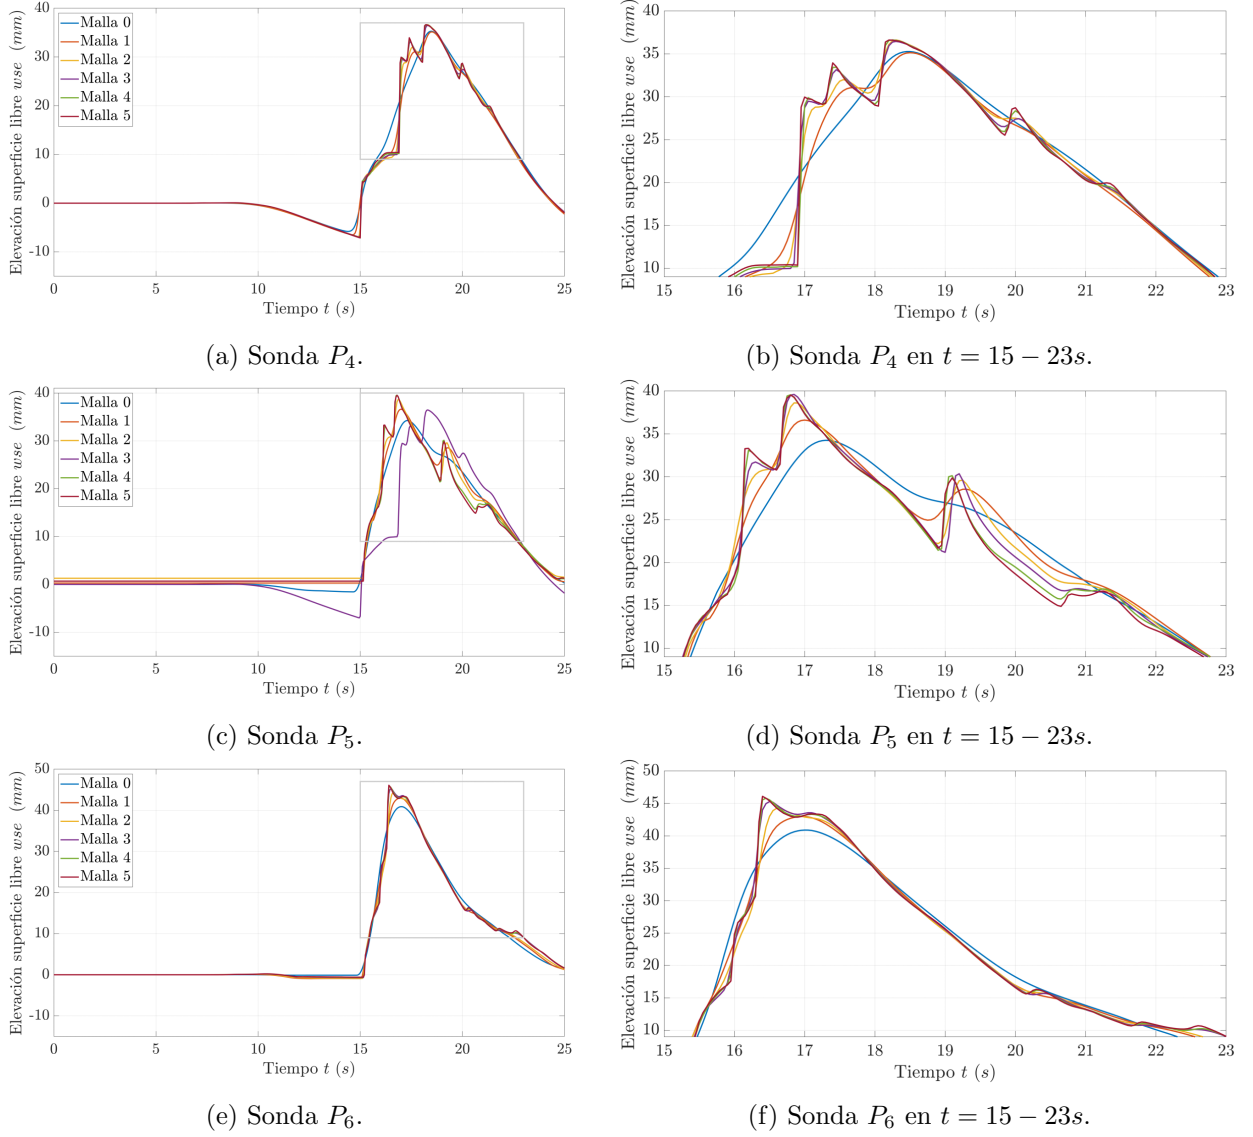 Elevación superficie libre wse (mm)
40
30
20
10
0
-10
Malla 0
Malla 1
Malla 2
Malla 3
Malla 4
Malla 5
0 5 10 15 20 25
Tiempo t (s)
(a) Sonda P4.
Elevación superficie libre wse (mm)
40
35
30
25
20
15
10
15 16 17 18 19 20 21 22 23
Tiempo t (s)
(b) Sonda P4 en t = 15 − 23s.
Elevación superficie libre wse (mm)
40
30
20
10
0
-10
Malla 0
Malla 1
Malla 2
Malla 3
Malla 4
Malla 5
0 5 10 15 20 25
Tiempo t (s)
(c) Sonda P5.
Elevación superficie libre wse (mm)
40
35
30
25
20
15
10
15 16 17 18 19 20 21 22 23
Tiempo t (s)
(d) Sonda P5 en t = 15 − 23s.
Elevación superficie libre wse (mm)
50
40
30
20
10
0
-10
Malla 0
Malla 1
Malla 2
Malla 3
Malla 4
Malla 5
0 5 10 15 20 25
Tiempo t (s)
(e) Sonda P6.
Elevación superficie libre wse (mm)
50
45
40
35
30
25
20
15
10
15 16 17 18 19 20 21 22 23
Tiempo t (s)
(f) Sonda P6 en t = 15 − 23s.